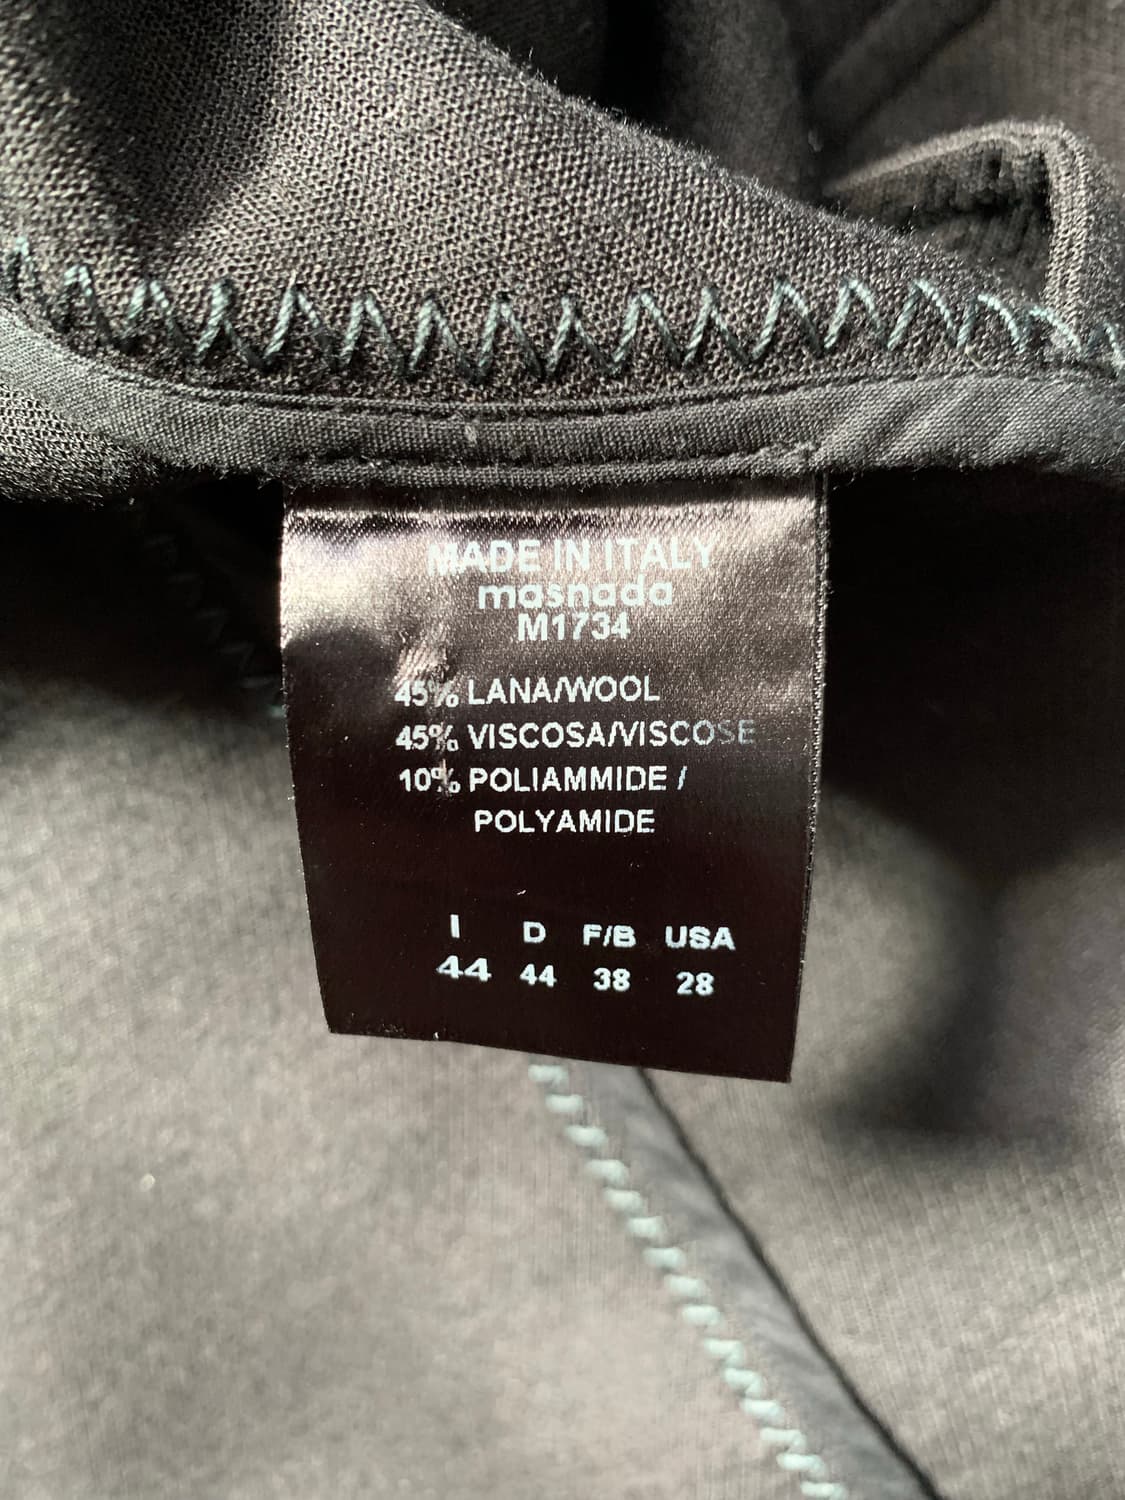 MADE IN ITALY
masnada
M1734
45% LANA/WOOL
45% VISCOSA/VISCOSE
10% POLIAMMIDE /
POLYAMIDE
I D F/B USA
44 44 38 28